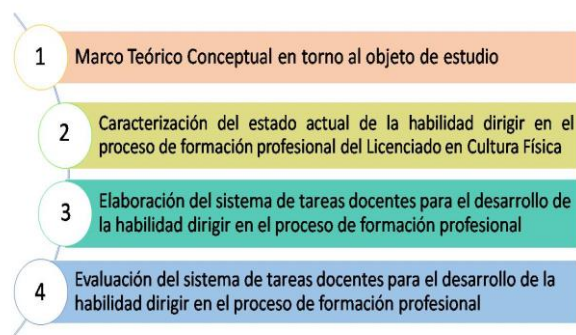 1 Marco Teórico Conceptual en torno al objeto de estudio
2 Caracterización del estado actual de la habilidad dirigir en el
proceso de formación profesional del Licenciado en Cultura Física
3 Elaboración del sistema de tareas docentes para el desarrollo de
la habilidad dirigir en el proceso de formación profesional
4 Evaluación del sistema de tareas docentes para el desarrollo de la
habilidad dirigir en el proceso de formación profesional